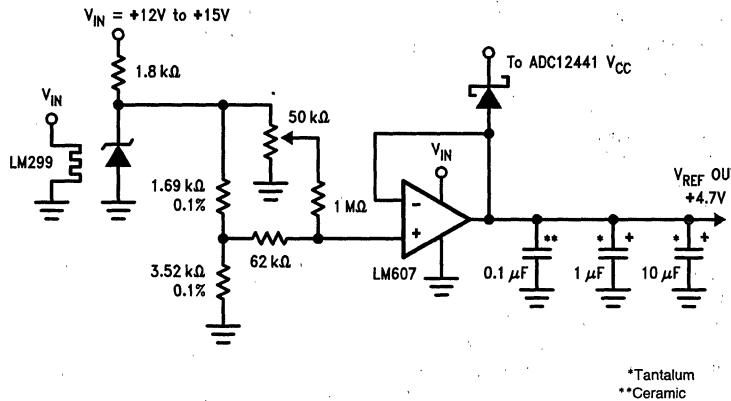 V_IN = +12V to +15V
1.8 kΩ
V_IN
LM299
50 kΩ
1.69 kΩ
0.1%
1 MΩ
62 kΩ
3.52 kΩ
0.1%
To ADC12441 V_CC
V_IN
−
+
LM607
V_REF OU
+4.7V
**
0.1 μF
* +
1 μF
* +
10 μF
*Tantalum
**Ceramic